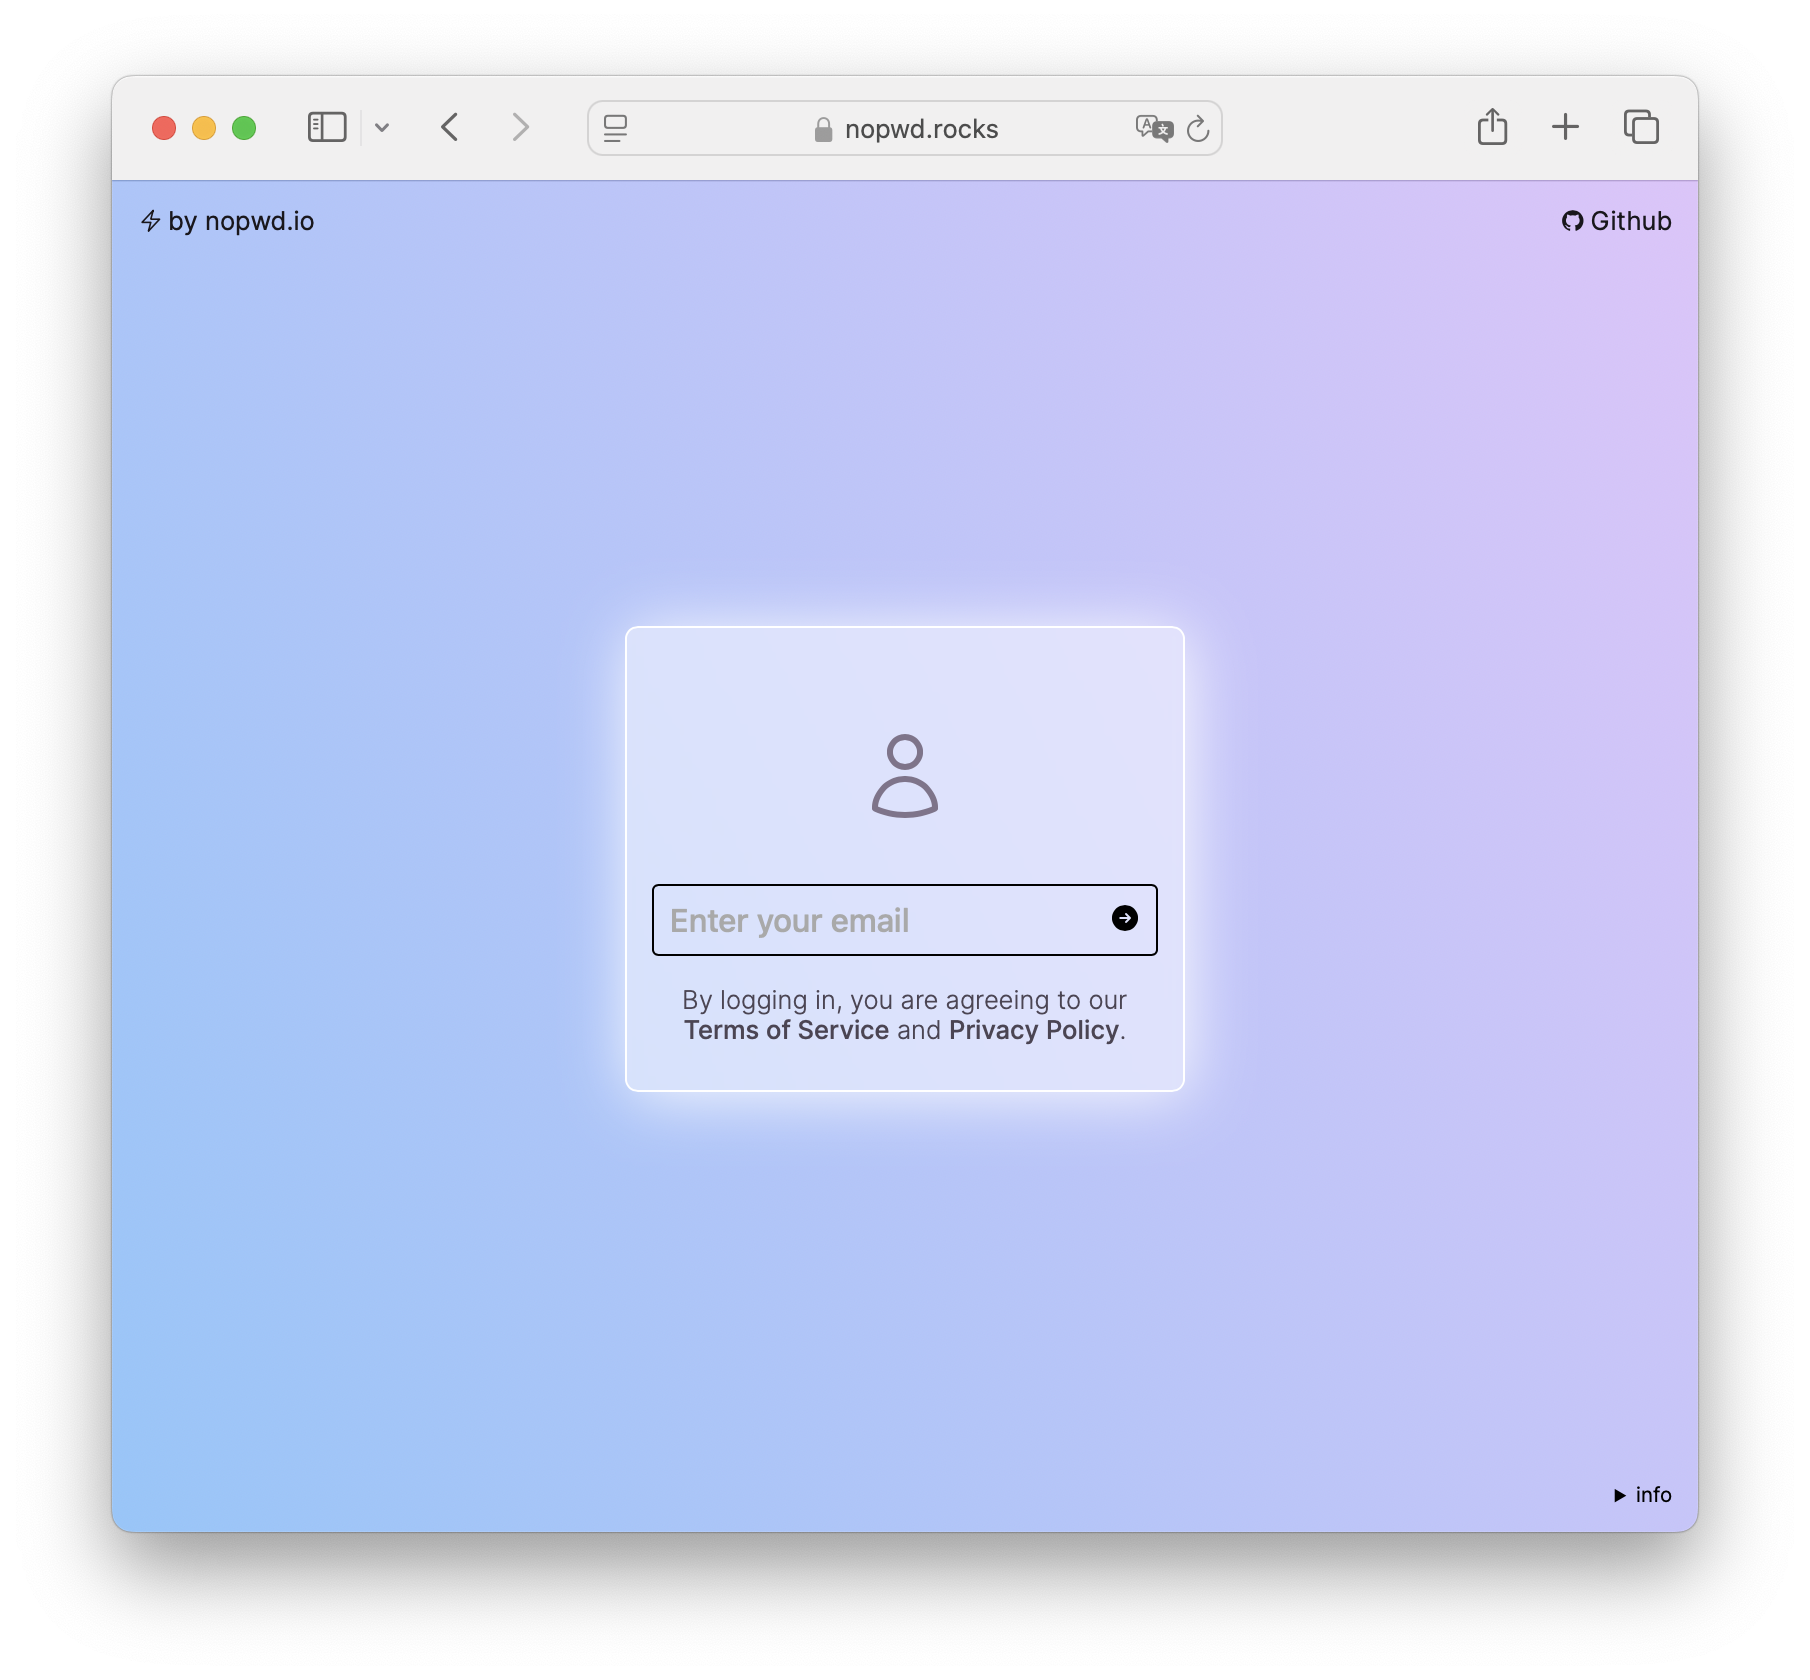 nopwd.rocks
by nopwd.io
Github
Enter your email
By logging in, you are agreeing to our
Terms of Service and Privacy Policy.
info